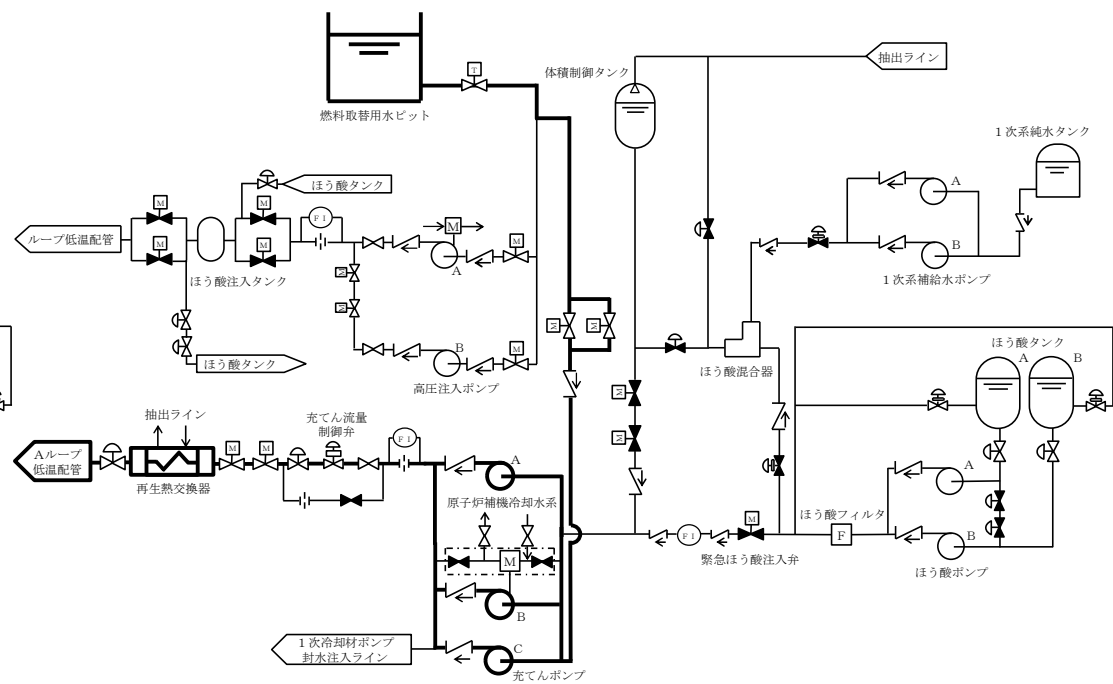 T
体積制御タンク
抽出ライン
燃料取替用水ピット
1次系純水タンク
ほう酸タンク
M
M
F I
A
ループ低温配管
M
M
M
M
M
A
B
ほう酸注入タンク
1次系補給水ポンプ
M
M
M
M
B
ほう酸タンク
高圧注入ポンプ
ほう酸混合器
ほう酸タンク
A
B
M
抽出ライン
充てん流量
制御弁
F I
M
Aループ
低温配管
M
M
A
A
再生熱交換器
原子炉補機冷却水系
ほう酸フィルタ
M
F I
F
B
緊急ほう酸注入弁
M
ほう酸ポンプ
B
1次冷却材ポンプ
封水注入ライン
C
充てんポンプ